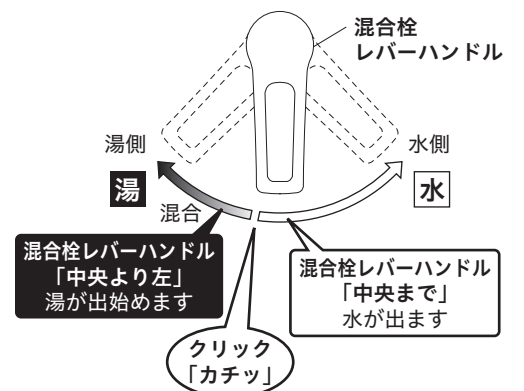 混合栓
レバーハンドル
湯側
水側
湯
水
混合
混合栓レバーハンドル
「中央より左」
湯が出始めます
混合栓レバーハンドル
「中央まで」
水が出ます
クリック
「カチッ」